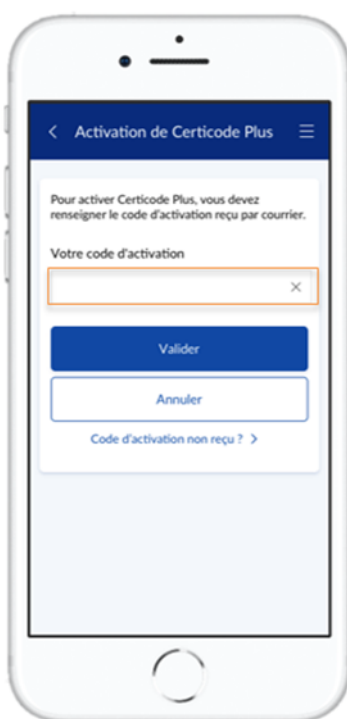 Activation de Certicode Plus
Pour activer Certicode Plus, vous devez
renseigner le code d'activation reçu par courrier.
Votre code d'activation
Valider
Annuler
Code d'activation non reçu ?